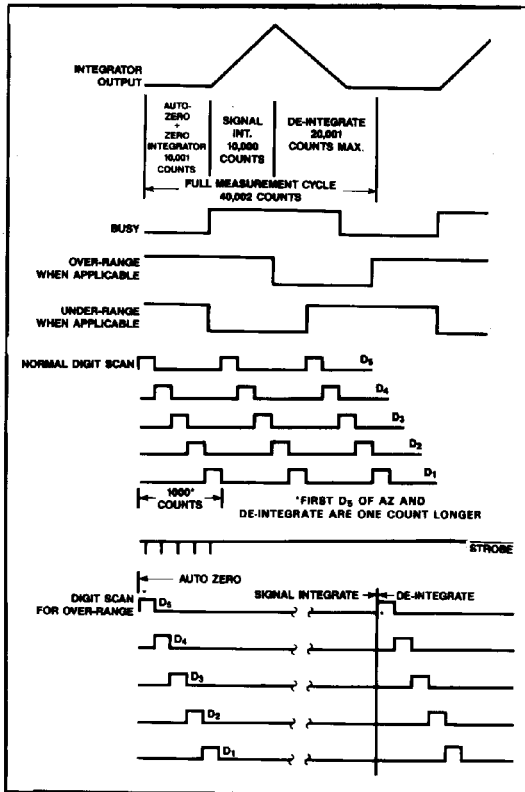 INTEGRATOR
OUTPUT
AUTO-
ZERO
+
ZERO
INTEGRATOR
10,001
COUNTS
SIGNAL
INT.
10,000
COUNTS
DE-INTEGRATE
20,001
COUNTS MAX.
FULL MEASUREMENT CYCLE
40,002 COUNTS
BUSY
OVER-RANGE
WHEN APPLICABLE
UNDER-RANGE
WHEN APPLICABLE
NORMAL DIGIT SCAN
D5
D4
D3
D2
D1
1000*
COUNTS
*FIRST D5 OF AZ AND
DE-INTEGRATE ARE ONE COUNT LONGER
STROBE
AUTO ZERO
SIGNAL INTEGRATE
DE-INTEGRATE
DIGIT SCAN
FOR OVER-RANGE
* D5
*
D4
D3
D2
D1